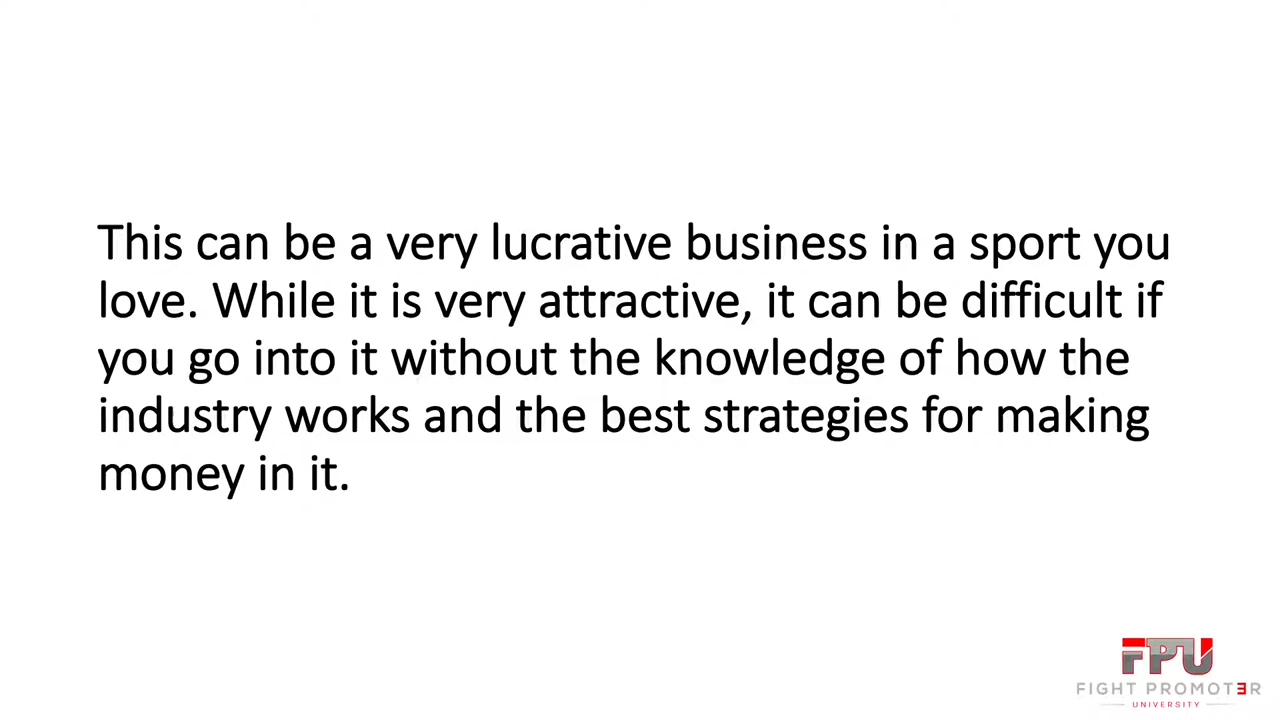 This can be a very lucrative business in a sport you
love. While it is very attractive, it can be difficult if
you go into it without the knowledge of how the
industry works and the best strategies for making
money in it.
FPU
FIGHT PROMOTER
UNIVERSITY